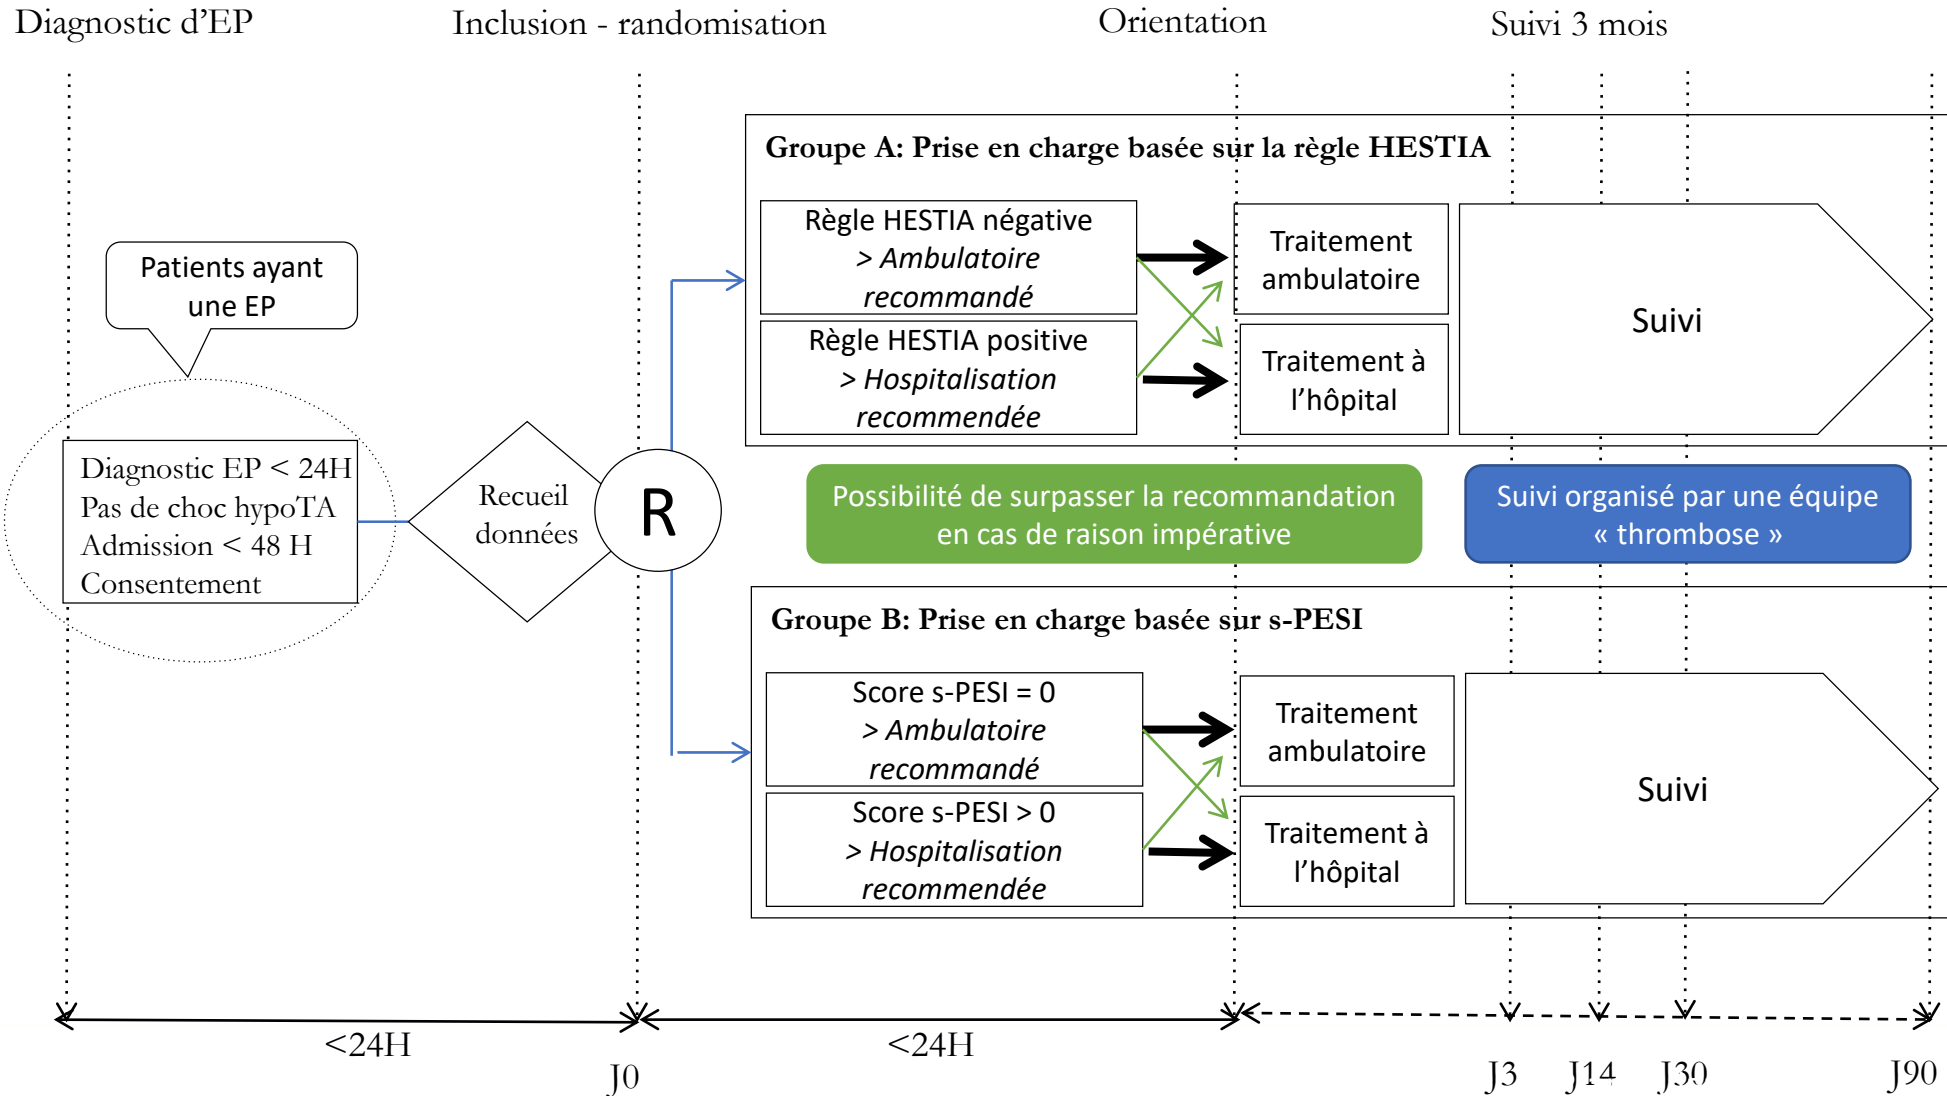 Diagnostic d'EP
Inclusion - randomisation
Orientation
Suivi 3 mois
Patients ayant
une EP
Diagnostic EP < 24H
Pas de choc hypoTA
Admission < 48 H
Consentement
Recueil
données
R
Groupe A: Prise en charge basée sur la règle HESTIA
Règle HESTIA négative
> Ambulatoire
recommandé
Règle HESTIA positive
> Hospitalisation
recommendée
Traitement
ambulatoire
Traitement à
l'hôpital
Suivi
Possibilité de surpasser la recommandation
en cas de raison impérative
Suivi organisé par une équipe
« thrombose »
Groupe B: Prise en charge basée sur s-PESI
Score s-PESI = 0
> Ambulatoire
recommandé
Score s-PESI > 0
> Hospitalisation
recommendée
Traitement
ambulatoire
Traitement à
l'hôpital
Suivi
<24H
<24H
J0
J3
J14
J30
J90